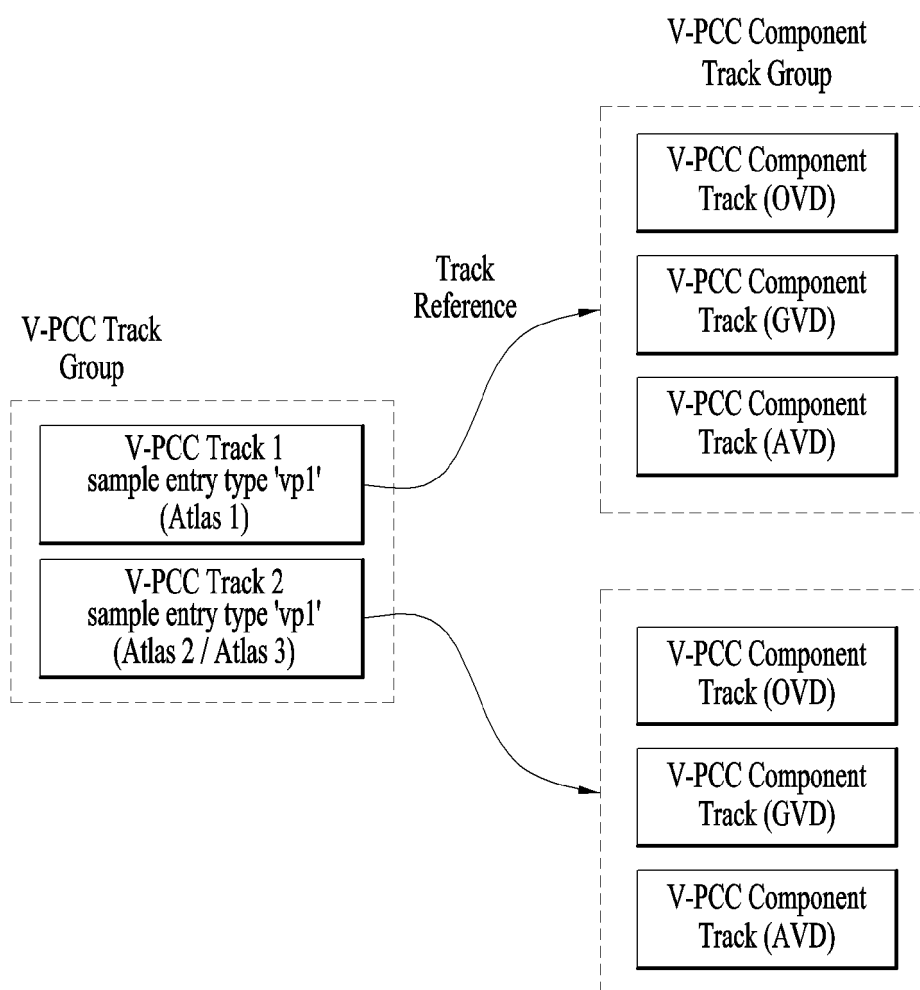 V-PCC Component
Track Group
V-PCC Component
Track (OVD)
V-PCC Component
Track (GVD)
V-PCC Component
Track (AVD)
Track
Reference
V-PCC Track
Group
V-PCC Track 1
sample entry type 'vp1'
(Atlas 1)
V-PCC Track 2
sample entry type 'vp1'
(Atlas 2 / Atlas 3)
V-PCC Component
Track (OVD)
V-PCC Component
Track (GVD)
V-PCC Component
Track (AVD)